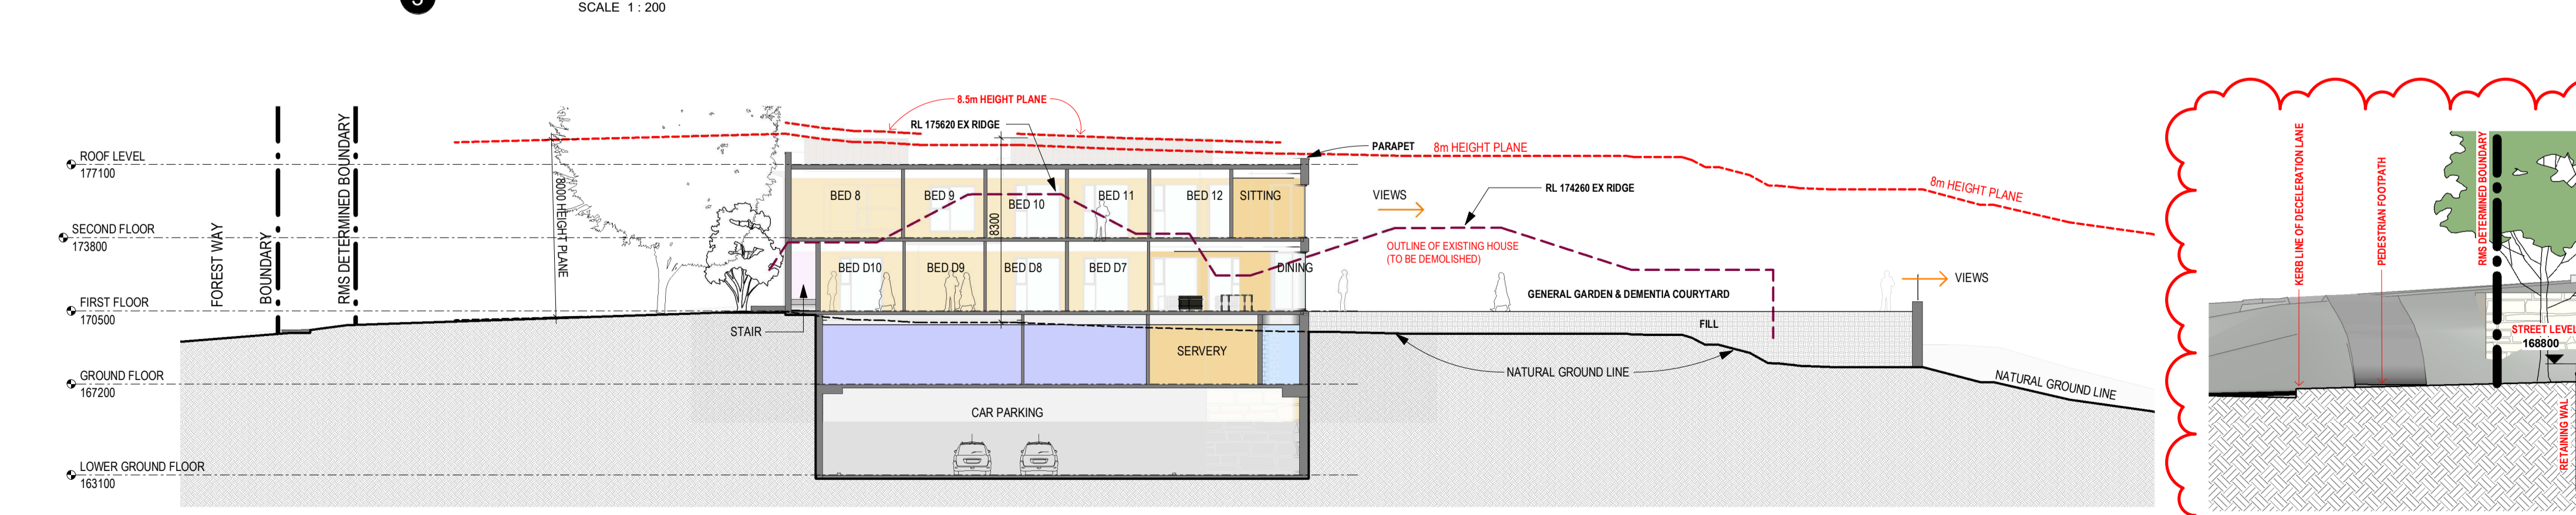 SCALE 1 : 200
8.5m HEIGHT PLANE
RL 175620 EX RIDGE
ROOF LEVEL
177100
SECOND FLOOR
173800
FIRST FLOOR
170500
GROUND FLOOR
167200
LOWER GROUND FLOOR
163100
FOREST WAY
BOUNDARY
RMS DETERMINED BOUNDARY
8000 HEIGHT PLANE
BED 8
BED 9
BED 10
BED 11
BED 12
SITTING
8300
BED D10
BED D9
BED D8
BED D7
DINING
STAIR
SERVERY
CAR PARKING
PARAPET
8m HEIGHT PLANE
VIEWS
RL 174260 EX RIDGE
OUTLINE OF EXISTING HOUSE
(TO BE DEMOLISHED)
GENERAL GARDEN & DEMENTIA COURYTARD
FILL
NATURAL GROUND LINE
8m HEIGHT PLANE
VIEWS
NATURAL GROUND LINE
KERB LINE OF DECELERATION LANE
PEDESTRIAN FOOTPATH
RMS DETERMINED BOUNDARY
STREET LEVEL
168800
RETAINING WAL